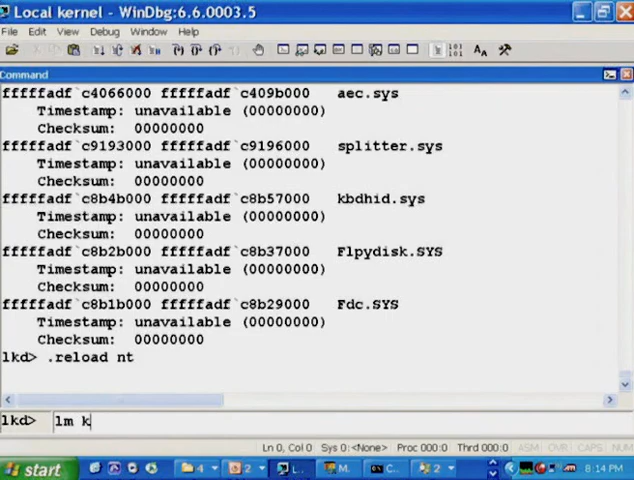 Local kernel - WinDbg:6.6.0003.5
File Edit View Debug Window Help
Command
fffffadf`c4066000 fffffadf`c409b000 aec.sys
Timestamp: unavailable (00000000)
Checksum: 00000000
fffffadf`c9193000 fffffadf`c9196000 splitter.sys
Timestamp: unavailable (00000000)
Checksum: 00000000
fffffadf`c8b4b000 fffffadf`c8b57000 kbdhid.sys
Timestamp: unavailable (00000000)
Checksum: 00000000
fffffadf`c8b2b000 fffffadf`c8b37000 Flpydisk.SYS
Timestamp: unavailable (00000000)
Checksum: 00000000
fffffadf`c8b1b000 fffffadf`c8b29000 Fdc.SYS
Timestamp: unavailable (00000000)
Checksum: 00000000
lkd> .reload nt
lkd> lm k
Ln 0, Col 0 Sys 0:<None> Proc 000:0 Thrd 000:0 ASM OVR CAPS NUM
start 4 2 L.. M. C.. 2 8:14 PM